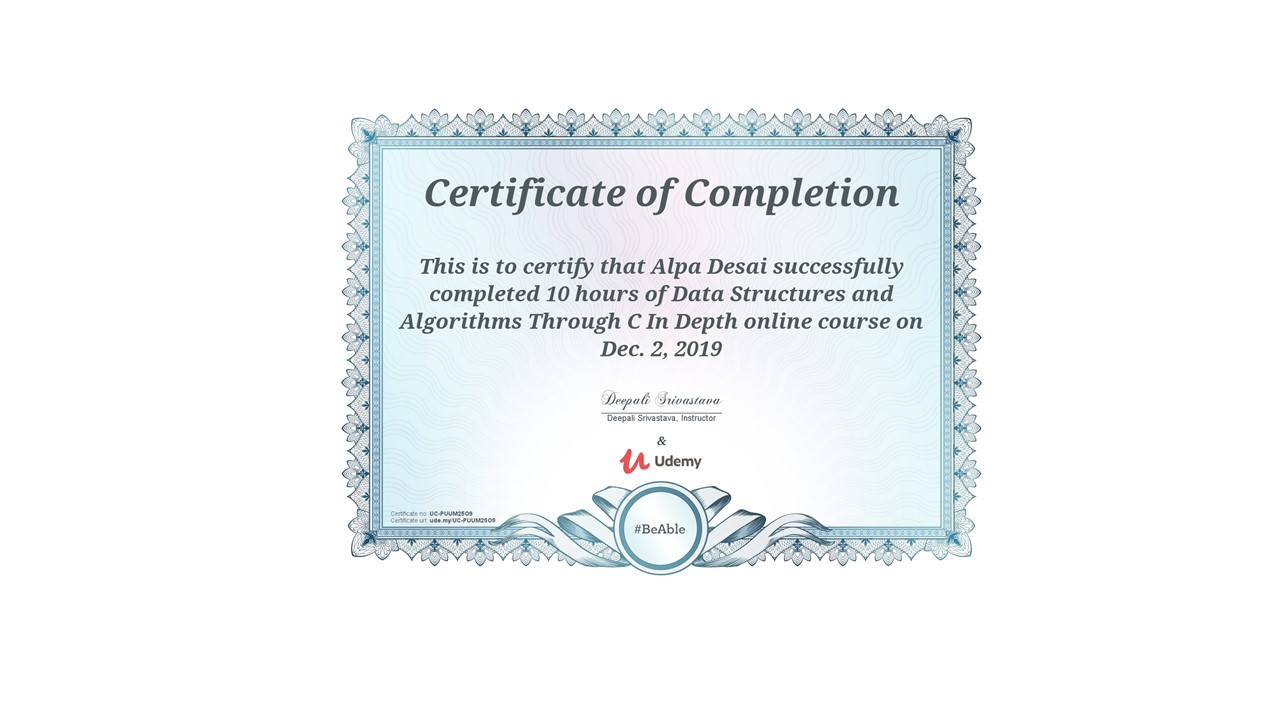 Certificate of Completion
This is to certify that Alpa Desai successfully
completed 10 hours of Data Structures and
Algorithms Through C In Depth online course on
Dec. 2, 2019
Deepali Srivastava
Deepali Srivastava, Instructor
&
Udemy
Certificate no. UC-PUUM25O9
Certificate url: ude.my/UC-PUUM25O9
#BeAble